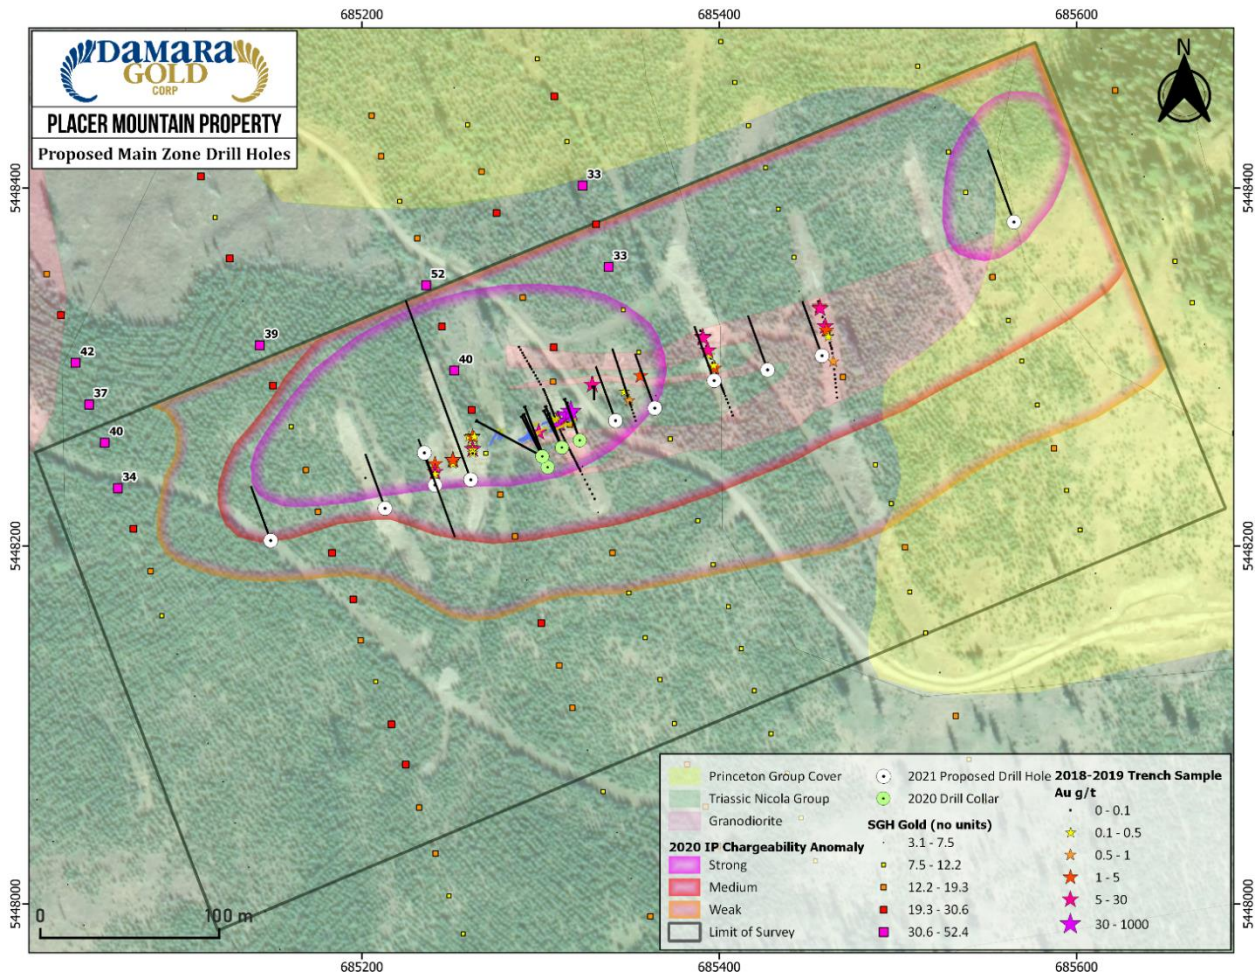 685200
685400
685600
DAMARA
GOLD
CORP
PLACER MOUNTAIN PROPERTY
Proposed Main Zone Drill Holes
N
5448400
5448400
33
33
52
39
40
42
37
40
34
5448200
5448200
Princeton Group Cover
Triassic Nicola Group
Granodiorite
2020 IP Chargeability Anomaly
Strong
Medium
Weak
Limit of Survey
2021 Proposed Drill Hole
2020 Drill Collar
SGH Gold (no units)
3.1 - 7.5
7.5 - 12.2
12.2 - 19.3
19.3 - 30.6
30.6 - 52.4
2018-2019 Trench Sample
Au g/t
0 - 0.1
0.1 - 0.5
0.5 - 1
1 - 5
5 - 30
30 - 1000
5448000
5448000
0 100 m
685200
685400
685600